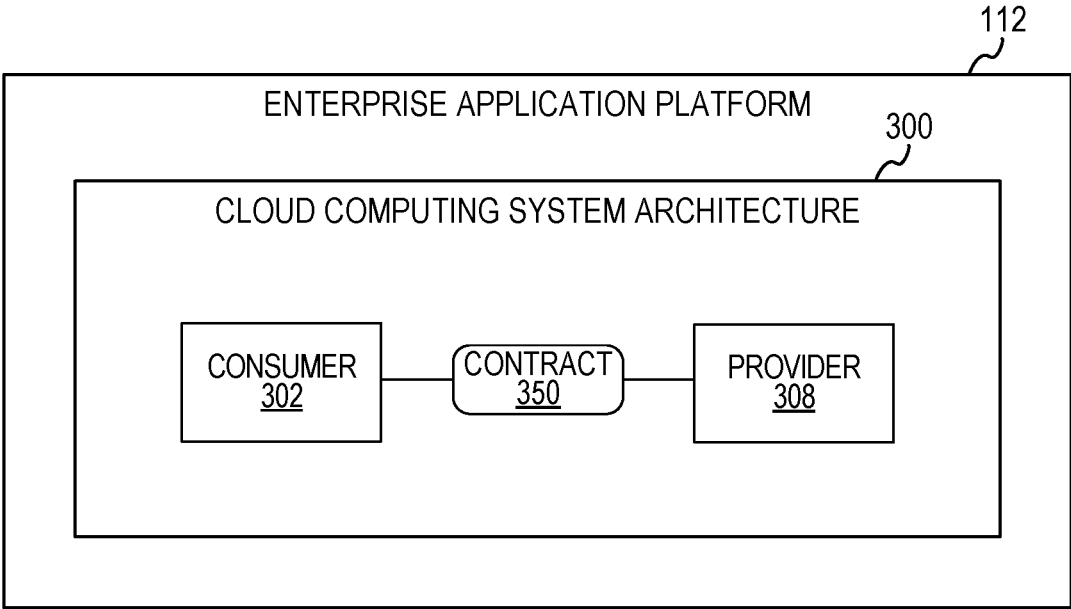 112
ENTERPRISE APPLICATION PLATFORM
300
CLOUD COMPUTING SYSTEM ARCHITECTURE
CONSUMER
302
CONTRACT
350
PROVIDER
308